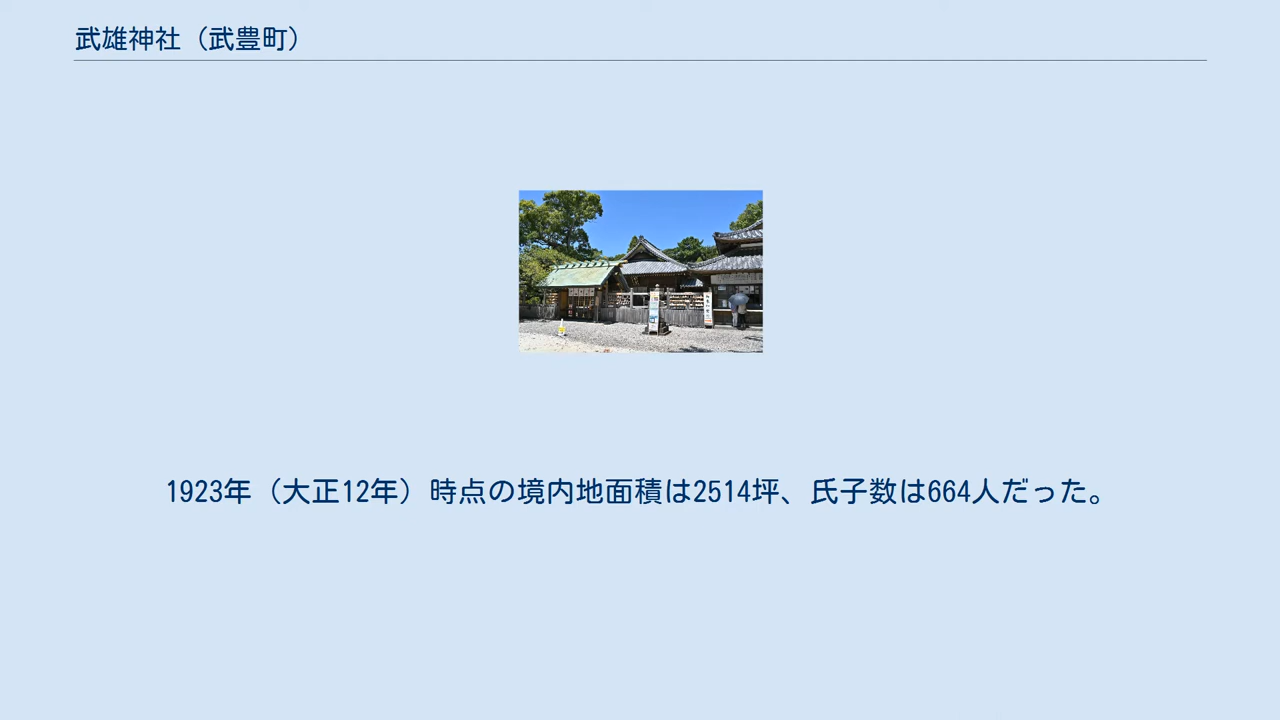 武雄神社（武豊町）
1923年（大正12年）時点の境内地面積は2514坪、氏子数は664人だった。